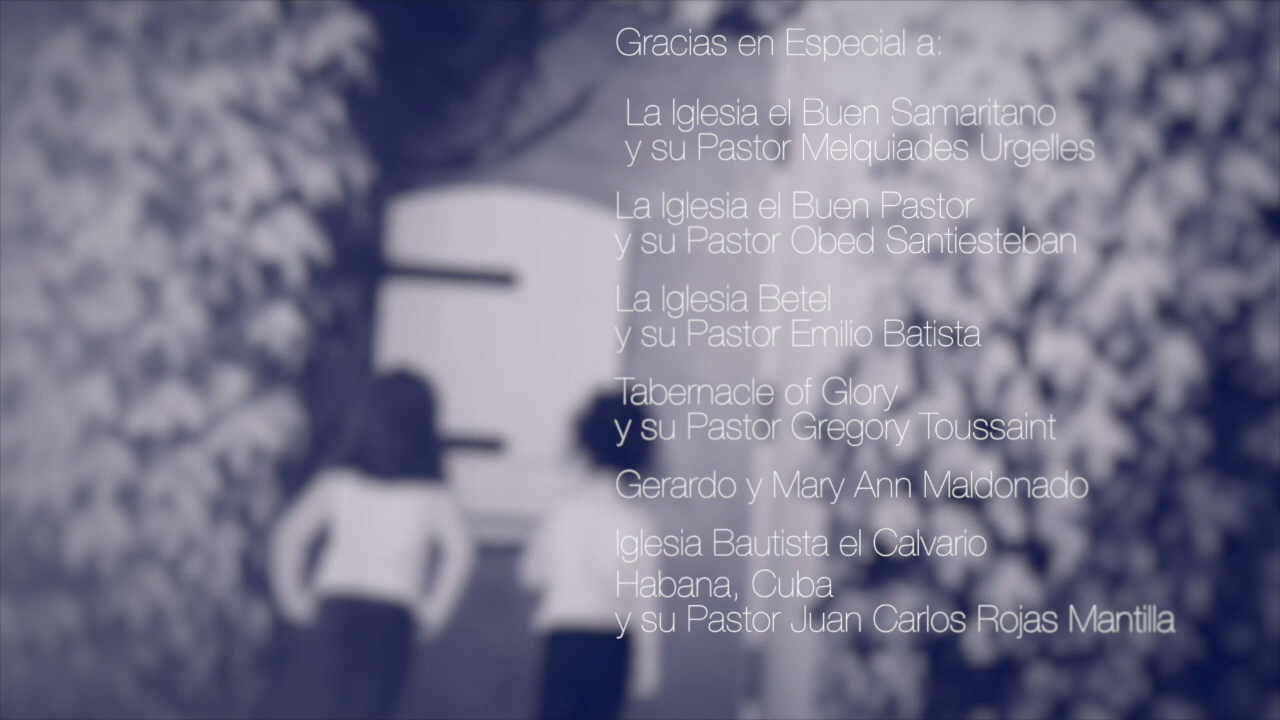 Gracias en Especial a:
La Iglesia el Buen Samaritano
y su Pastor Melquiades Urgelles
La Iglesia el Buen Pastor
y su Pastor Obed Santiesteban
La Iglesia Betel
y su Pastor Emilio Batista
Tabernacle of Glory
y su Pastor Gregory Toussaint
Gerardo y Mary Ann Maldonado
Iglesia Bautista el Calvario
Habana, Cuba
y su Pastor Juan Carlos Rojas Mantilla